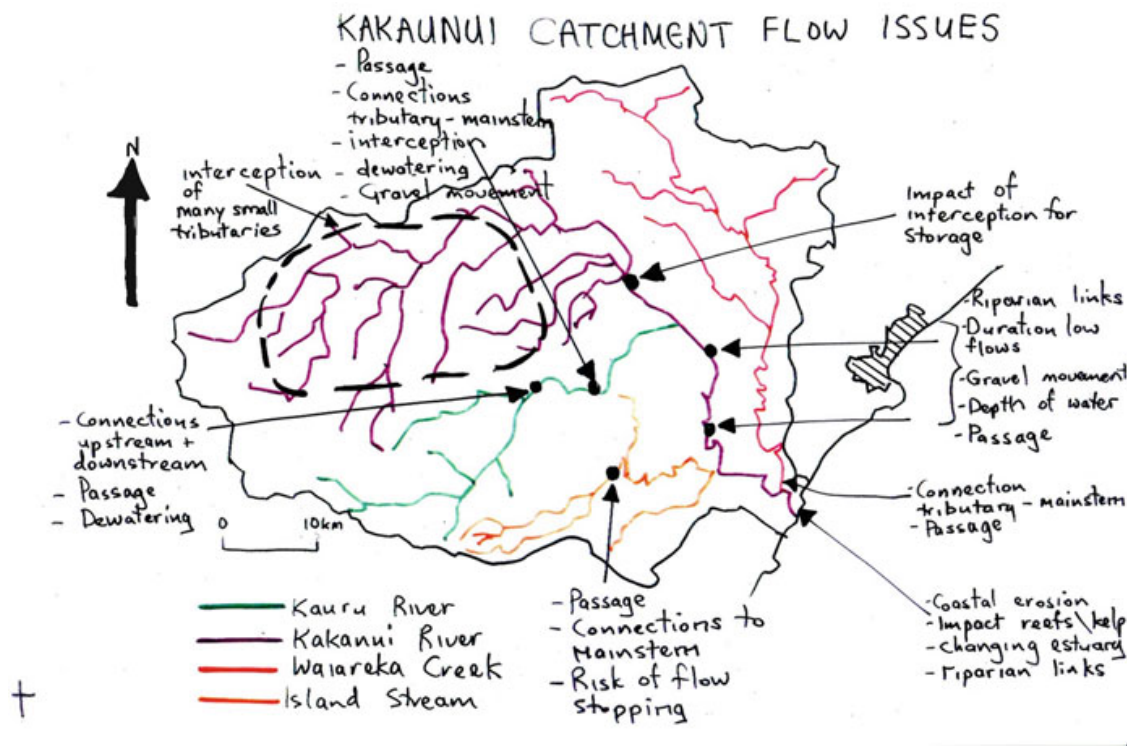 KAKAUNUI CATCHMENT FLOW ISSUES
- Passage
- Connections
tributary - mainstem
- interception
- dewatering
- Gravel movement
N
interception
of
many small
tributaries
Impact of
interception for
Storage
- Riparian links
- Duration low
flows
- Gravel movement
- Depth of water
- Passage
- Connections
upstream +
downstream
- Passage
- Dewatering
0 10km
- Connection
tributary - mainstem
- Passage
- Coastal erosion
- Impact reefs\kelp
- changing estuary
- riparian links
- Passage
- Connections to
Mainstem
- Risk of flow
stopping
Kauru River
Kakanui River
Waiareka Creek
Island Stream